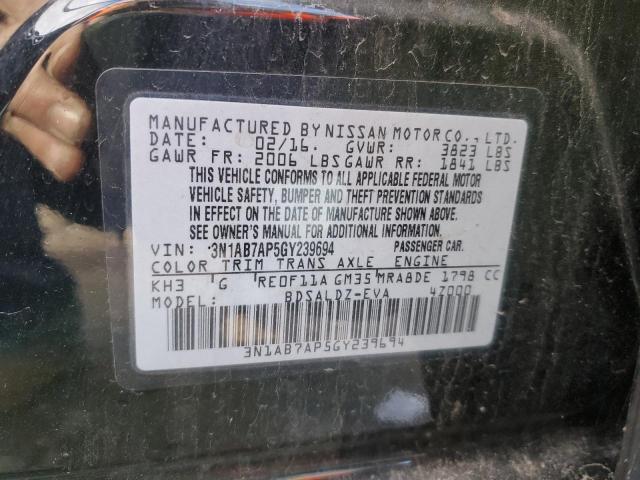 MANUFACTURED BY NISSAN MOTOR CO., LTD.
DATE: 02/16. GVWR: 3823 LBS
GAWR FR: 2006 LBS GAWR RR: 1841 LBS
THIS VEHICLE CONFORMS TO ALL APPLICABLE FEDERAL MOTOR
VEHICLE SAFETY, BUMPER AND THEFT PREVENTION STANDARDS
IN EFFECT ON THE DATE OF MANUFACTURE SHOWN ABOVE.
SEE OWNER'S MANUAL FOR ADDITIONAL INFORMATION.
VIN: 3N1AB7AP5GY239694 PASSENGER CAR.
COLOR TRIM TRANS AXLE ENGINE
KH3 G RE0F11A GM35 MRA8DE 1798 CC
MODEL: BDSALDZ-EVA 4Z000
3N1AB7AP5GY239694